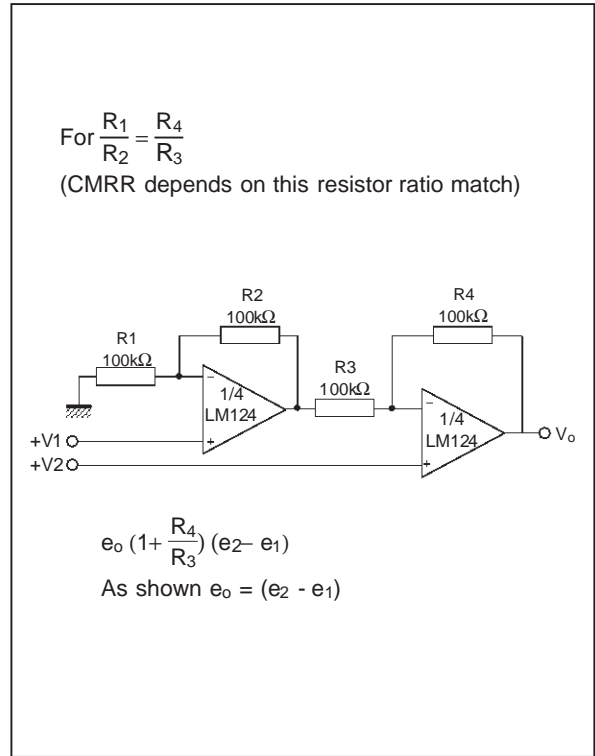 For R1/R2 = R4/R3
(CMRR depends on this resistor ratio match)
R2
100kΩ
R4
100kΩ
R1
100kΩ
R3
100kΩ
–
1/4
LM124
+
–
1/4
LM124
+
+V1
+V2
Vo
eo (1+ R4/R3) (e2– e1)
As shown eo = (e2 - e1)